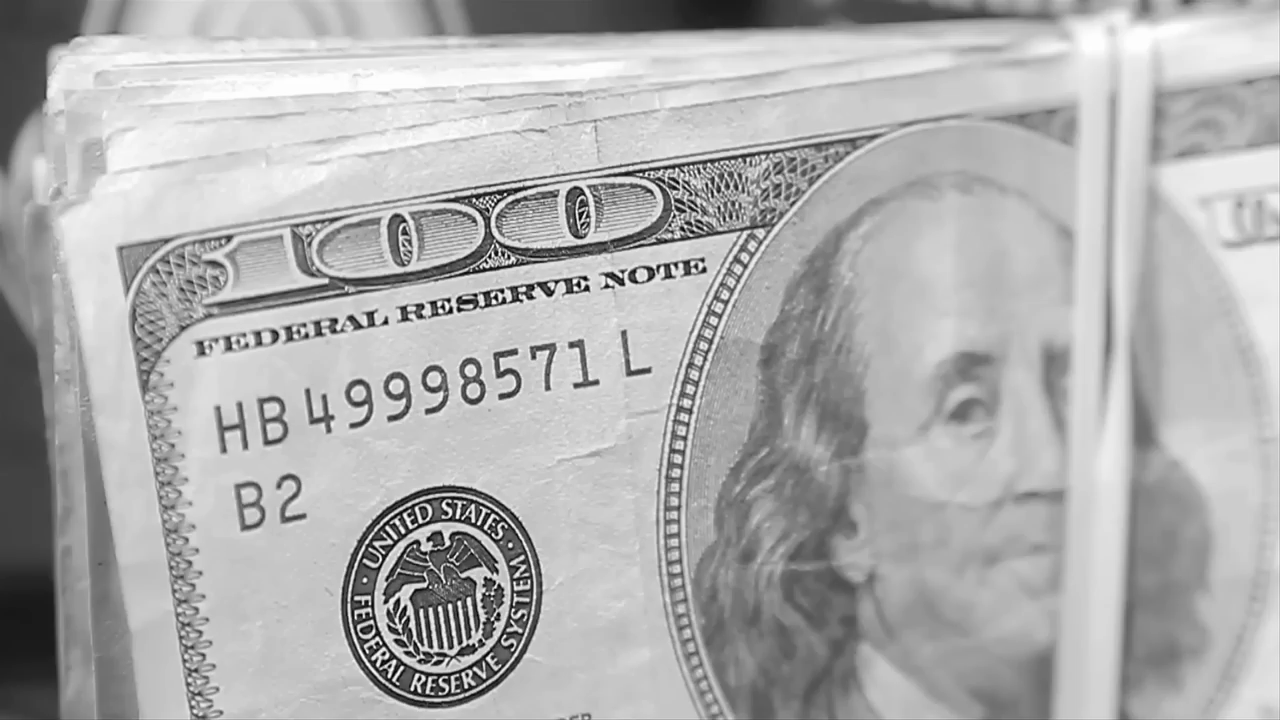 100
FEDERAL RESERVE NOTE
HB 49998571 L
B2
UNITED STATES FEDERAL RESERVE SYSTEM